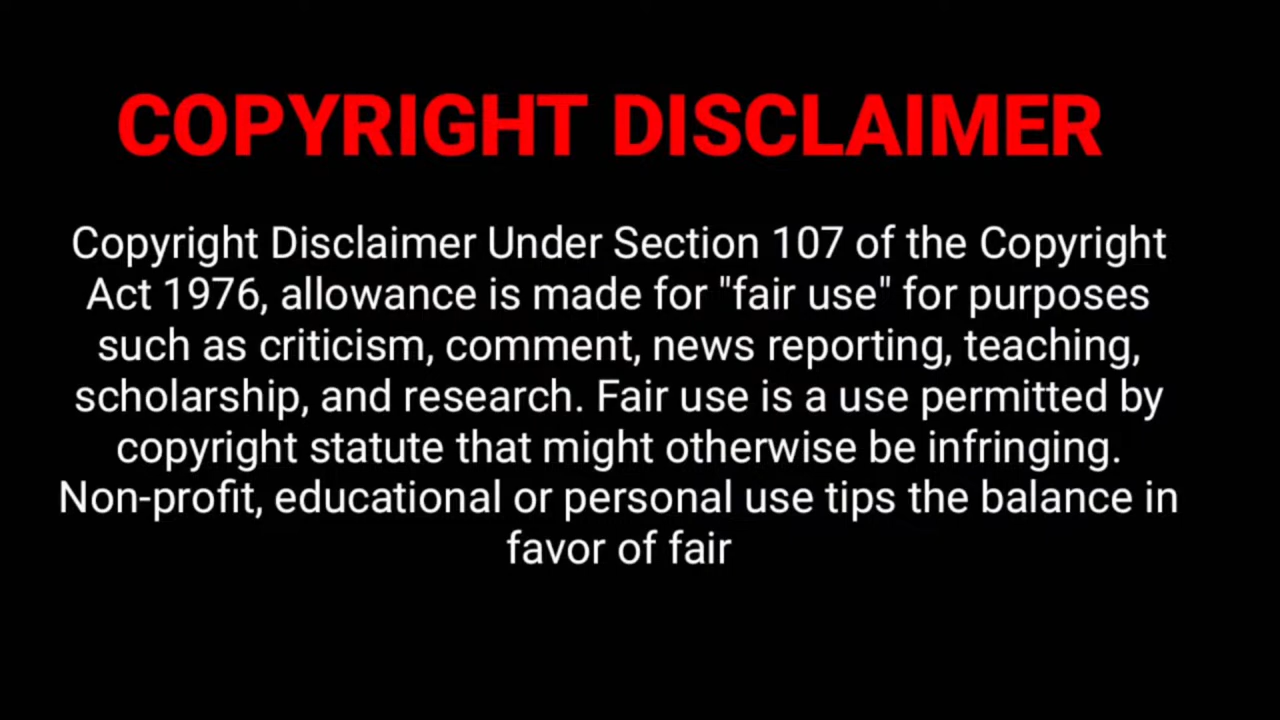 COPYRIGHT DISCLAIMER
Copyright Disclaimer Under Section 107 of the Copyright
Act 1976, allowance is made for "fair use" for purposes
such as criticism, comment, news reporting, teaching,
scholarship, and research. Fair use is a use permitted by
copyright statute that might otherwise be infringing.
Non-profit, educational or personal use tips the balance in
favor of fair